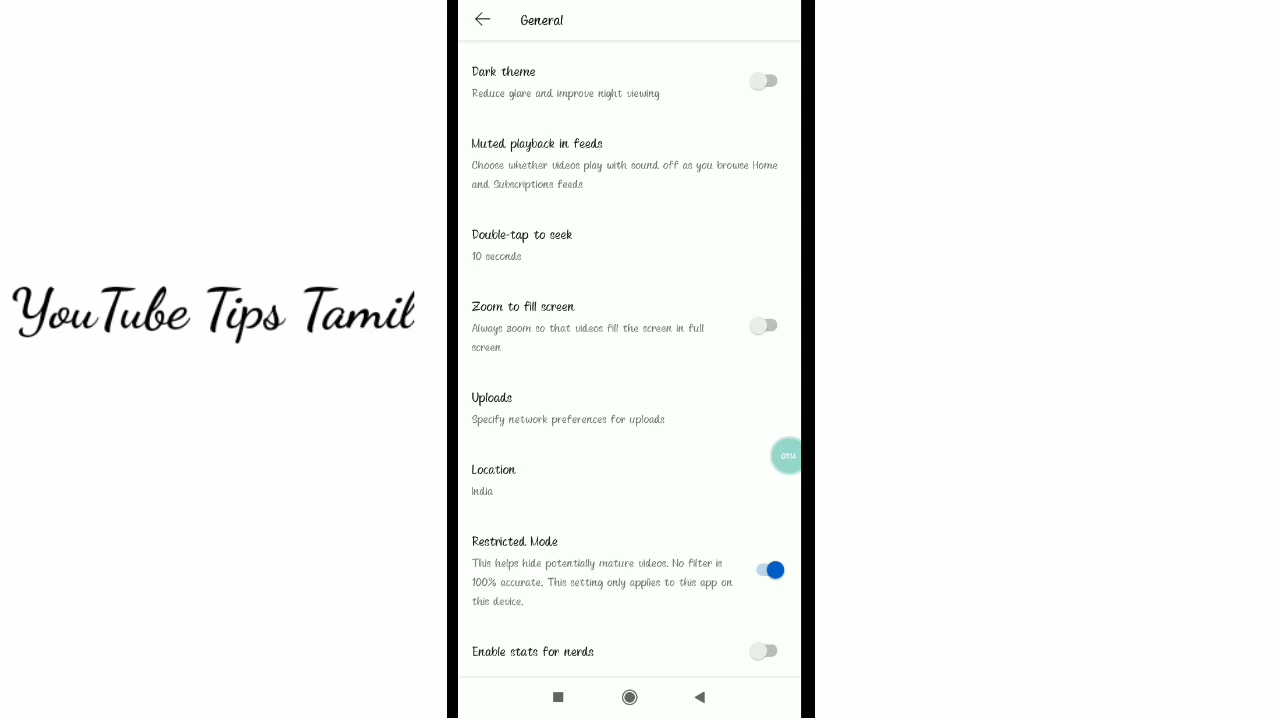 General
Dark theme
Reduce glare and improve night viewing
Muted playback in feeds
Choose whether videos play with sound off as you browse Home
and Subscriptions feeds
Double-tap to seek
10 seconds
Zoom to fill screen
Always zoom so that videos fill the screen in full
screen
YouTube Tips Tamil
Uploads
Specify network preferences for uploads
Location
India
Restricted Mode
This helps hide potentially mature videos. No filter is
100% accurate. This setting only applies to this app on
this device.
Enable stats for nerds